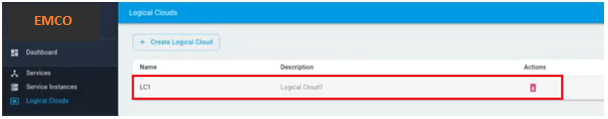 EMCO
Logical Clouds
Dashboard
+ Create Logical Cloud
Services
Service Instances
Logical Clouds
Name Description Actions
LC1 Logical Cloud1